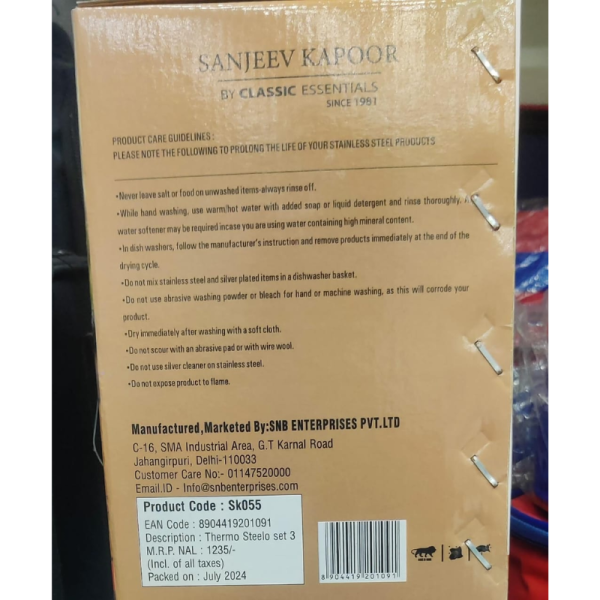 SANJEEV KAPOOR
BY CLASSIC ESSENTIALS
SINCE 1981
PRODUCT CARE GUIDELINES :
PLEASE NOTE THE FOLLOWING TO PROLONG THE LIFE OF YOUR STAINLESS STEEL PRODUCTS
•Never leave salt or food on unwashed items-always rinse off.
•While hand washing, use warm/hot water with added soap or liquid detergent and rinse thoroughly. A
water softener may be required incase you are using water containing high mineral content.
•In dish washers, follow the manufacturer's instruction and remove products immediately at the end of the
drying cycle.
•Do not mix stainless steel and silver plated items in a dishwasher basket.
•Do not use abrasive washing powder or bleach for hand or machine washing, as this will corrode your
product.
•Dry immediately after washing with a soft cloth.
•Do not scour with an abrasive pad or with wire wool.
•Do not use silver cleaner on stainless steel.
•Do not expose product to flame.
Manufactured,Marketed By:SNB ENTERPRISES PVT.LTD
C-16, SMA Industrial Area, G.T Karnal Road
Jahangirpuri, Delhi-110033
Customer Care No:- 01147520000
Email.ID - Info@snbenterprises.com
Product Code : Sk055
EAN Code : 8904419201091
Description : Thermo Steelo set 3
M.R.P. NAL : 1235/-
(Incl. of all taxes)
Packed on : July 2024
8904419201091